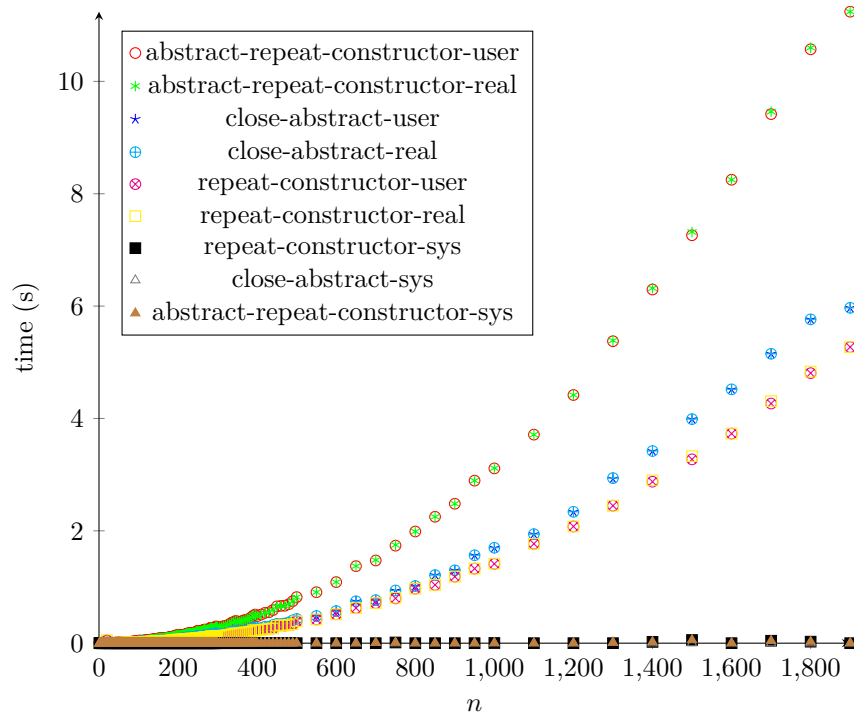 10
8
6
4
2
0
time (s)
abstract-repeat-constructor-user
abstract-repeat-constructor-real
close-abstract-user
close-abstract-real
repeat-constructor-user
repeat-constructor-real
repeat-constructor-sys
close-abstract-sys
abstract-repeat-constructor-sys
0 200 400 600 800 1,000 1,200 1,400 1,600 1,800
n